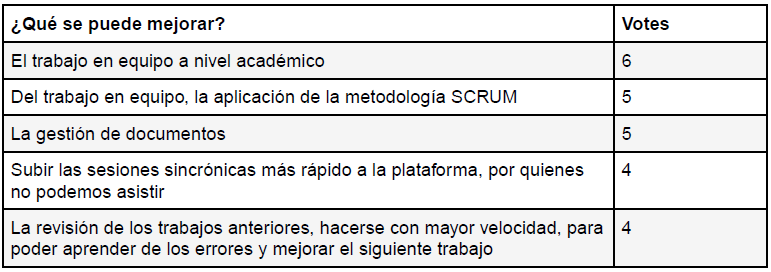 ¿Qué se puede mejorar? Votes
El trabajo en equipo a nivel académico 6
Del trabajo en equipo, la aplicación de la metodología SCRUM 5
La gestión de documentos 5
Subir las sesiones sincrónicas más rápido a la plataforma, por quienes 4
no podemos asistir
La revisión de los trabajos anteriores, hacerse con mayor velocidad, para 4
poder aprender de los errores y mejorar el siguiente trabajo